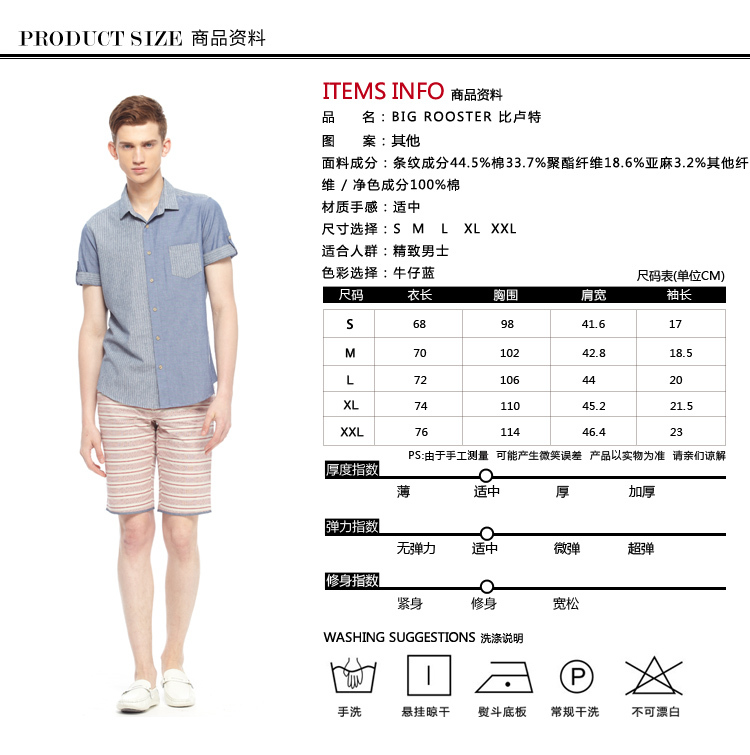 PRODUCT SIZE 商品资料
ITEMS INFO 商品资料
品 名：BIG ROOSTER 比卢特
图 案：其他
面料成分：条纹成分44.5%棉33.7%聚酯纤维18.6%亚麻3.2%其他纤
维 / 净色成分100%棉
材质手感：适中
尺寸选择：S M L XL XXL
适合人群：精致男士
色彩选择：牛仔蓝
尺码表(单位CM)
尺码 衣长 胸围 肩宽 袖长
S 68 98 41.6 17
M 70 102 42.8 18.5
L 72 106 44 20
XL 74 110 45.2 21.5
XXL 76 114 46.4 23
PS:由于手工测量 可能产生微笑误差 产品以实物为准 请亲们谅解
厚度指数
薄 适中 厚 加厚
弹力指数
无弹力 适中 微弹 超弹
修身指数
紧身 修身 宽松
WASHING SUGGESTIONS 洗涤说明
P
手洗 悬挂晾干 熨斗底板 常规干洗 不可漂白